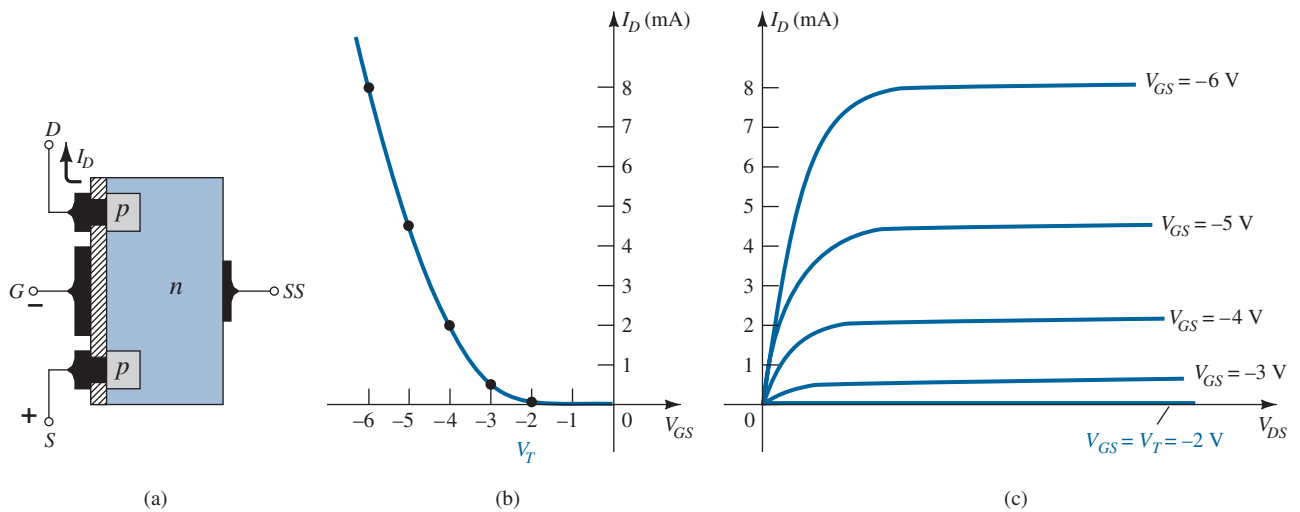 D
I_D
p
G
−
n
SS
p
+
S
(a)
I_D (mA)
8
7
6
5
4
3
2
1
−6 −5 −4 −3 −2 −1 0
V_T
V_GS
(b)
I_D (mA)
8
7
6
5
4
3
2
1
0
V_GS = −6 V
V_GS = −5 V
V_GS = −4 V
V_GS = −3 V
V_GS = V_T = −2 V
V_DS
(c)